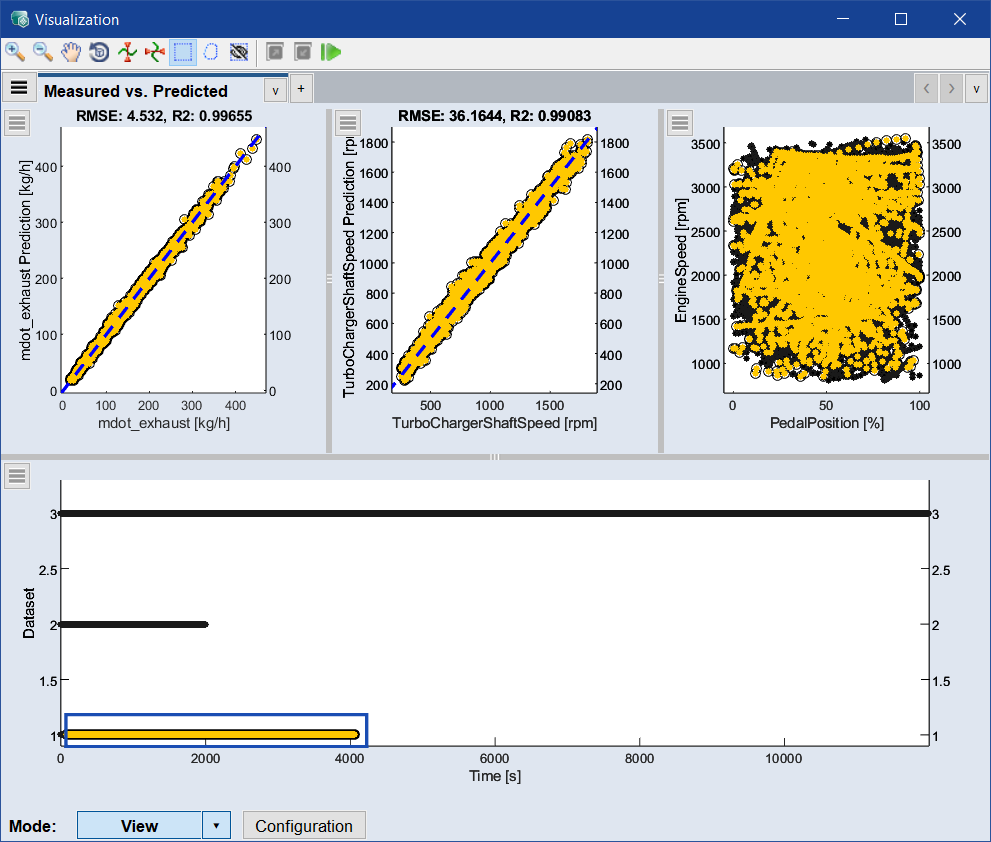 Visualization
Measured vs. Predicted
v
+
<
>
v
RMSE: 4.532, R2: 0.99655
mdot_exhaust Prediction [kg/h]
400
300
200
100
0
400
300
200
100
0
0 100 200 300 400
mdot_exhaust [kg/h]
RMSE: 36.1644, R2: 0.99083
TurboChargerShaftSpeed Prediction [rpm
1800
1600
1400
1200
1000
800
600
400
200
1800
1600
1400
1200
1000
800
600
400
200
500 1000 1500
TurboChargerShaftSpeed [rpm]
EngineSpeed [rpm]
3500
3000
2500
2000
1500
1000
3500
3000
2500
2000
1500
1000
0 50 100
PedalPosition [%]
Dataset
3
2.5
2
1.5
1
3
2.5
2
1.5
1
0 2000 4000 6000 8000 10000
Time [s]
Mode: View Configuration